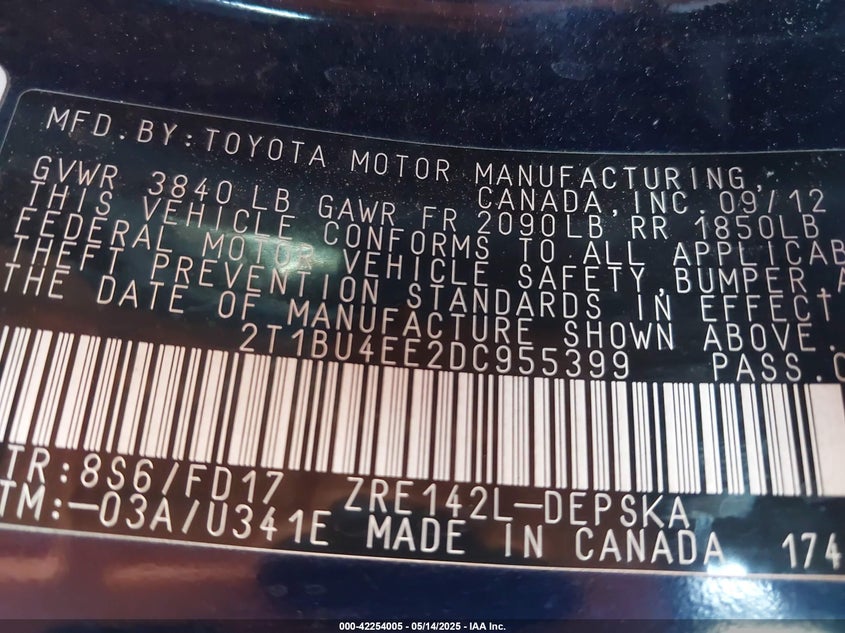 MFD.BY:TOYOTA MOTOR MANUFACTURING,
CANADA,INC. 09/12
GVWR 3840 LB GAWR FR 2090LB RR 1850LB
THIS VEHICLE CONFORMS TO ALL APPLICAB
FEDERAL MOTOR VEHICLE SAFETY,BUMPER,A
THEFT PREVENTION STANDARDS IN EFFECT
THE DATE OF MANUFACTURE SHOWN ABOVE.
2T1BU4EE2DC955399 PASS.C
TR:8S6/FD17 ZRE142L-DEPSKA
TM:-03A/U341E MADE IN CANADA 174
000-42254005 - 05/14/2025 - IAA Inc.